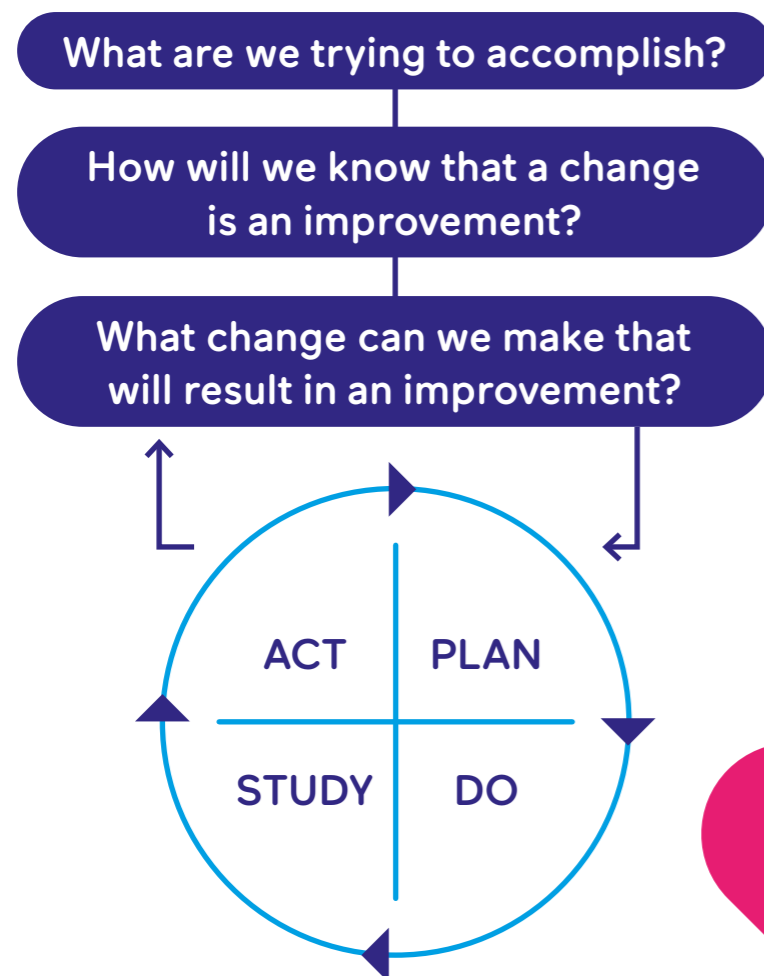 What are we trying to accomplish?
How will we know that a change
is an improvement?
What change can we make that
will result in an improvement?
ACT PLAN
STUDY DO